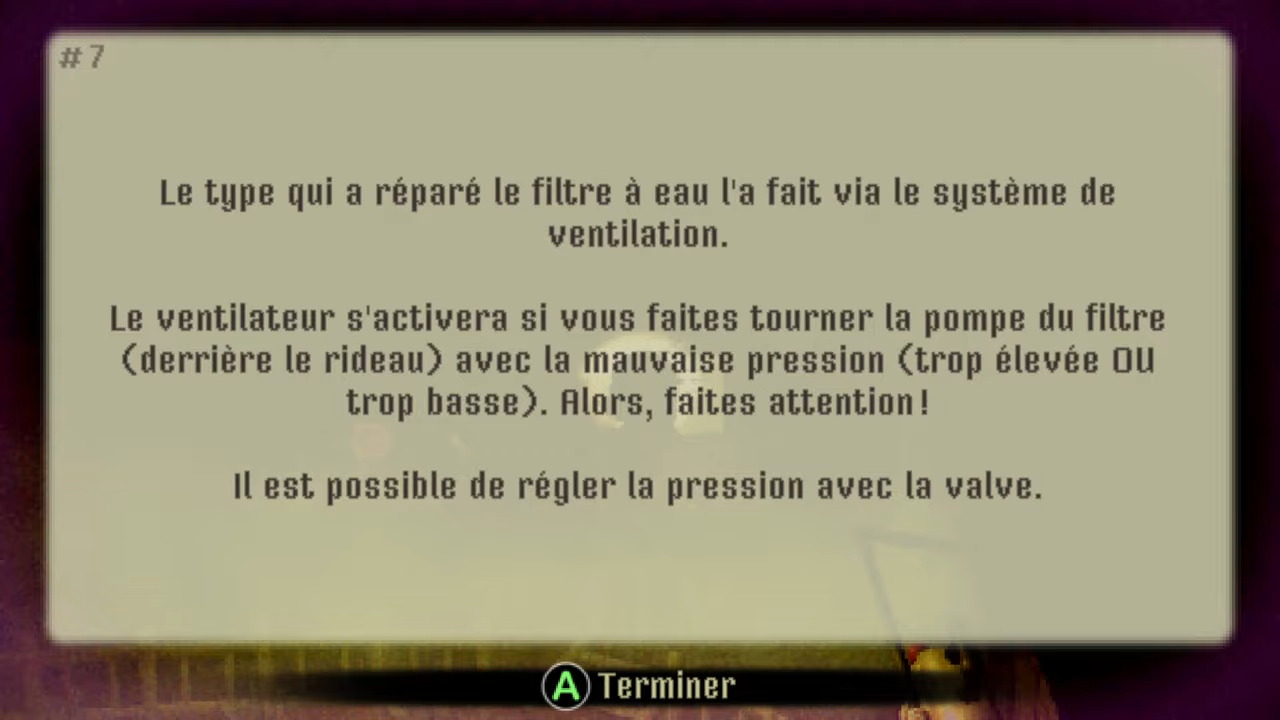 #7
Le type qui a réparé le filtre à eau l'a fait via le système de
ventilation.
Le ventilateur s'activera si vous faites tourner la pompe du filtre
(derrière le rideau) avec la mauvaise pression (trop élevée OU
trop basse). Alors, faites attention!
Il est possible de régler la pression avec la valve.
A Terminer